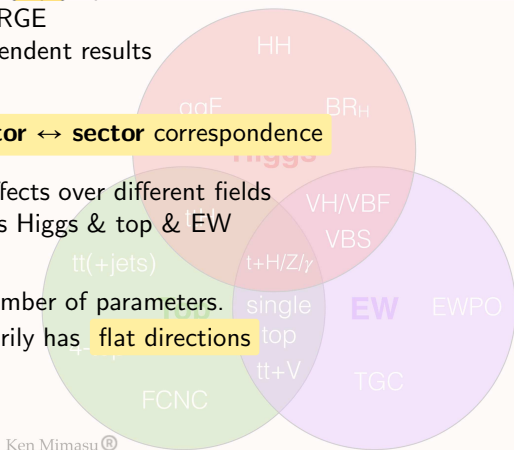 RGE
HH
endent results
ggF
BRH
tor ↔ sector correspondence
Higgs
ffects over different fields
VH/VBF
s Higgs & top & EW
VBS
tt(+jets)
t+H/Z/γ
mber of parameters.
single
EW
EWPO
rily has flat directions
top
tt+V
TGC
FCNC
Ken Mimasu®